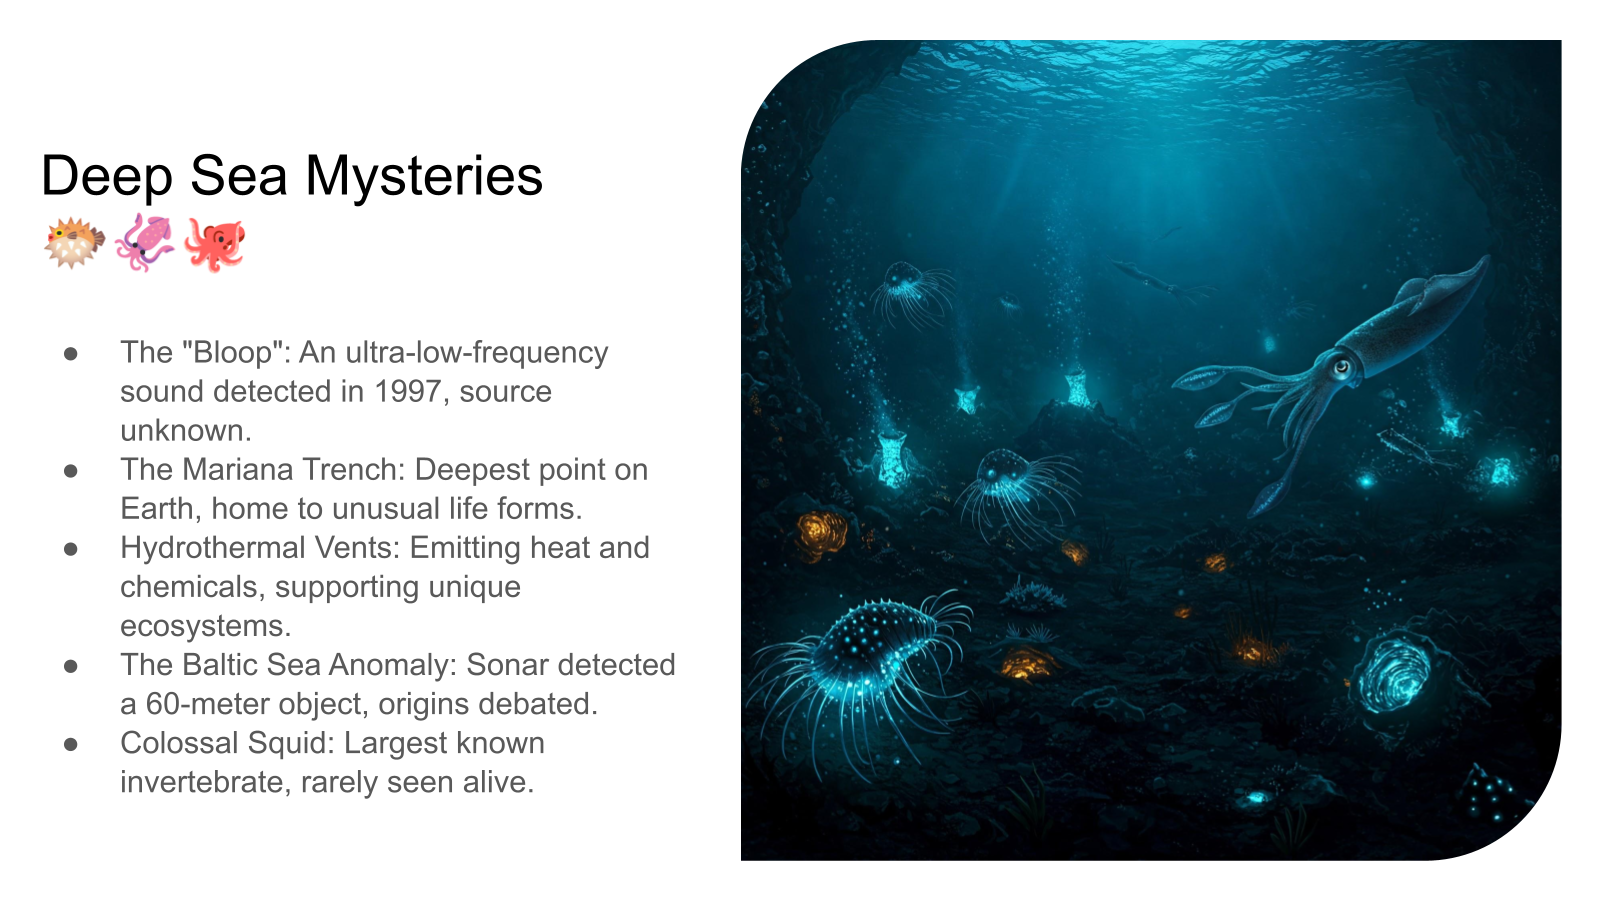 Deep Sea Mysteries
🐡🦑🐙
● The "Bloop": An ultra-low-frequency
sound detected in 1997, source
unknown.
● The Mariana Trench: Deepest point on
Earth, home to unusual life forms.
● Hydrothermal Vents: Emitting heat and
chemicals, supporting unique
ecosystems.
● The Baltic Sea Anomaly: Sonar detected
a 60-meter object, origins debated.
● Colossal Squid: Largest known
invertebrate, rarely seen alive.